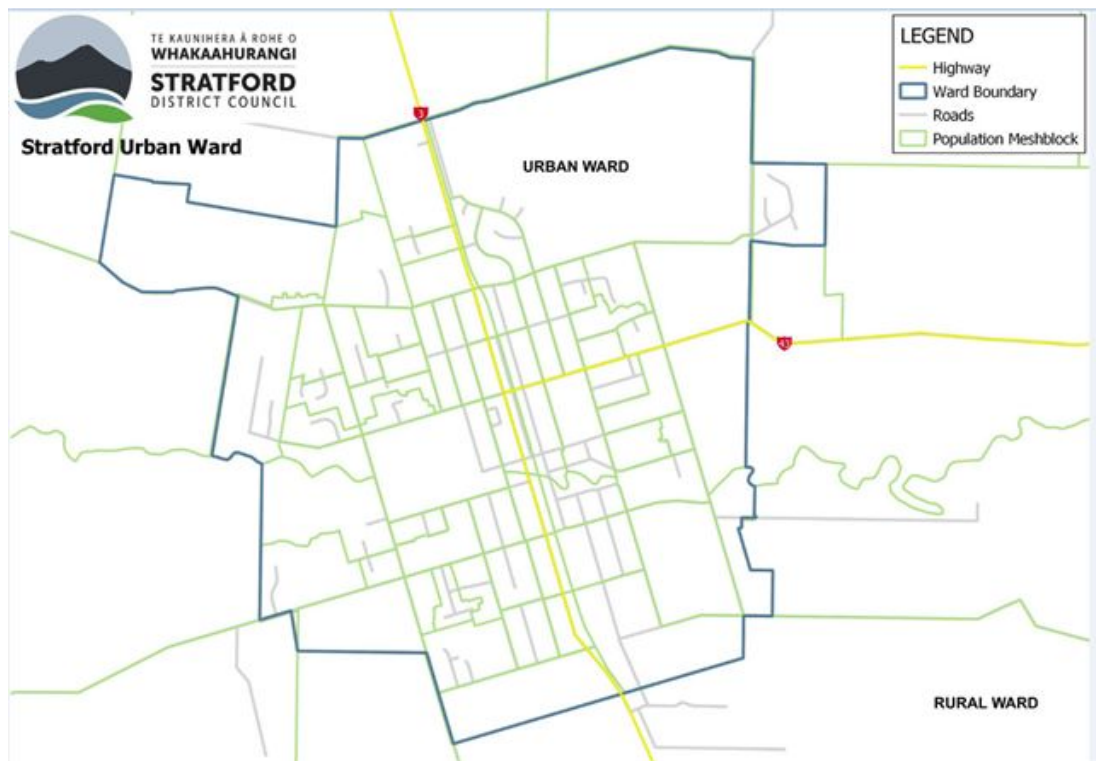 TE KAUNIHERA Ā ROHE O
WHAKAAHURANGI
STRATFORD
DISTRICT COUNCIL
Stratford Urban Ward
LEGEND
Highway
Ward Boundary
Roads
Population Meshblock
3
URBAN WARD
43
RURAL WARD